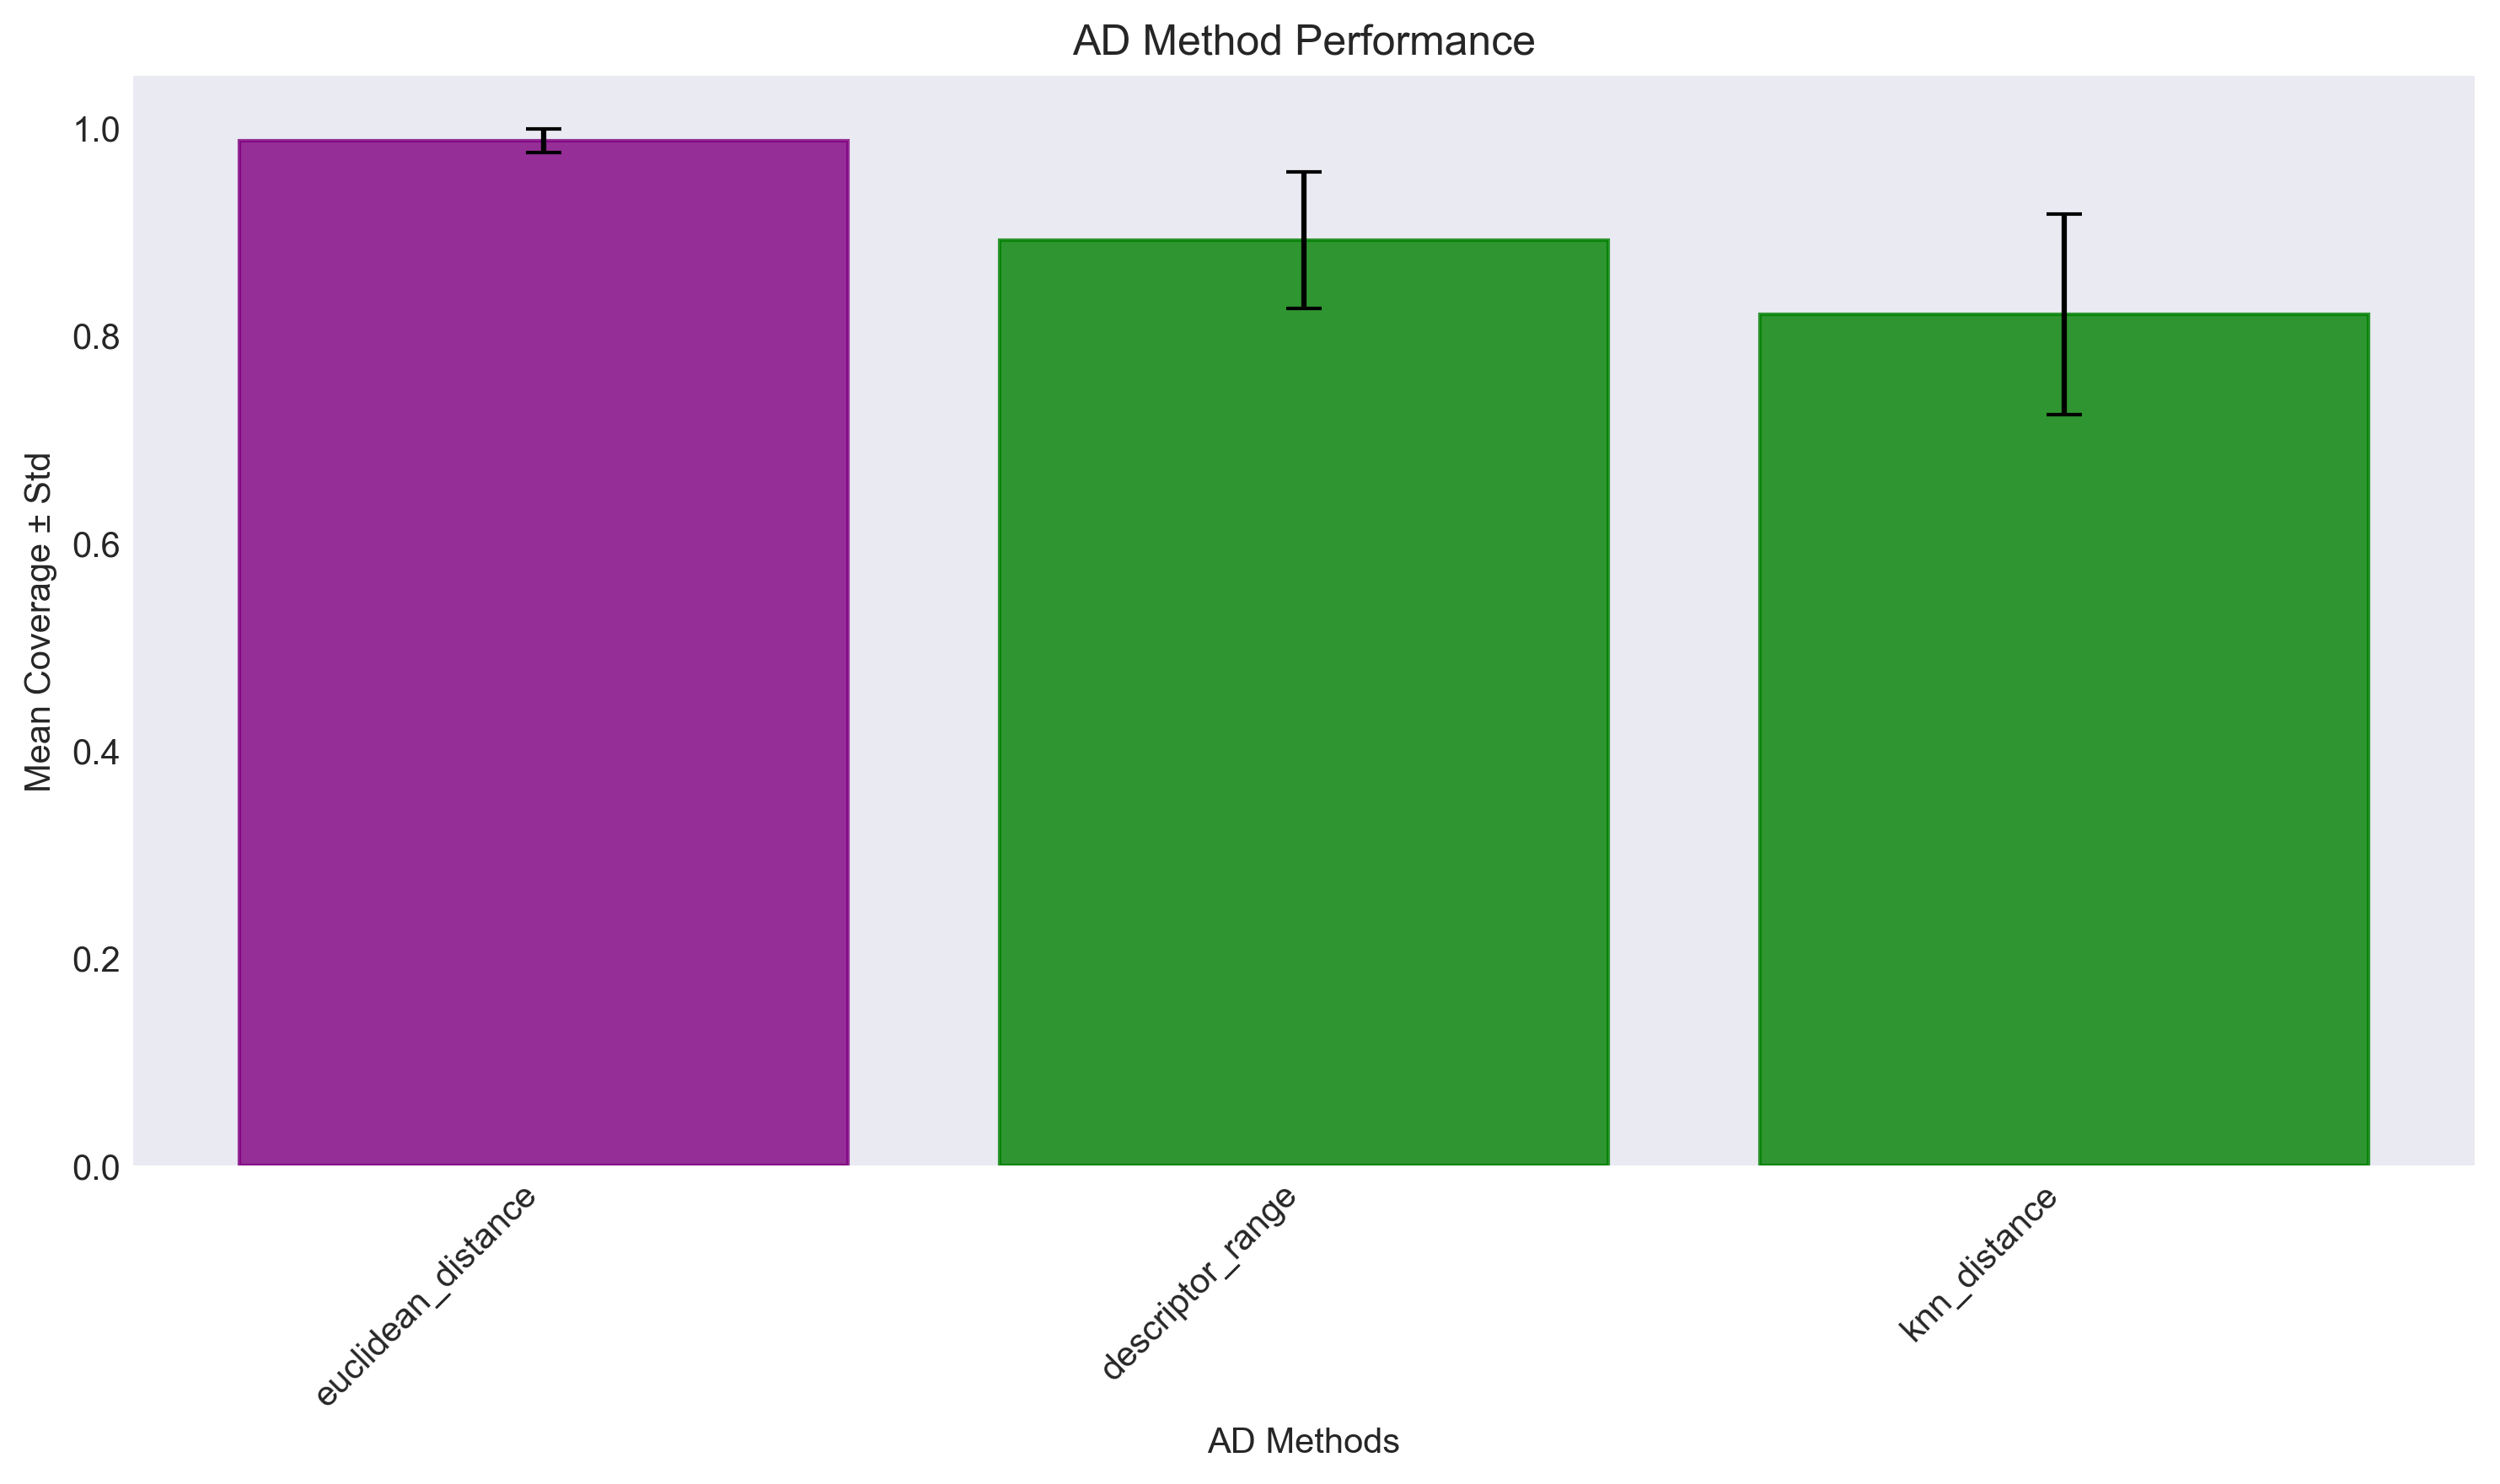 AD Method Performance
Mean Coverage ± Std
1.0
0.8
0.6
0.4
0.2
0.0
euclidean_distance
descriptor_range
knn_distance
AD Methods